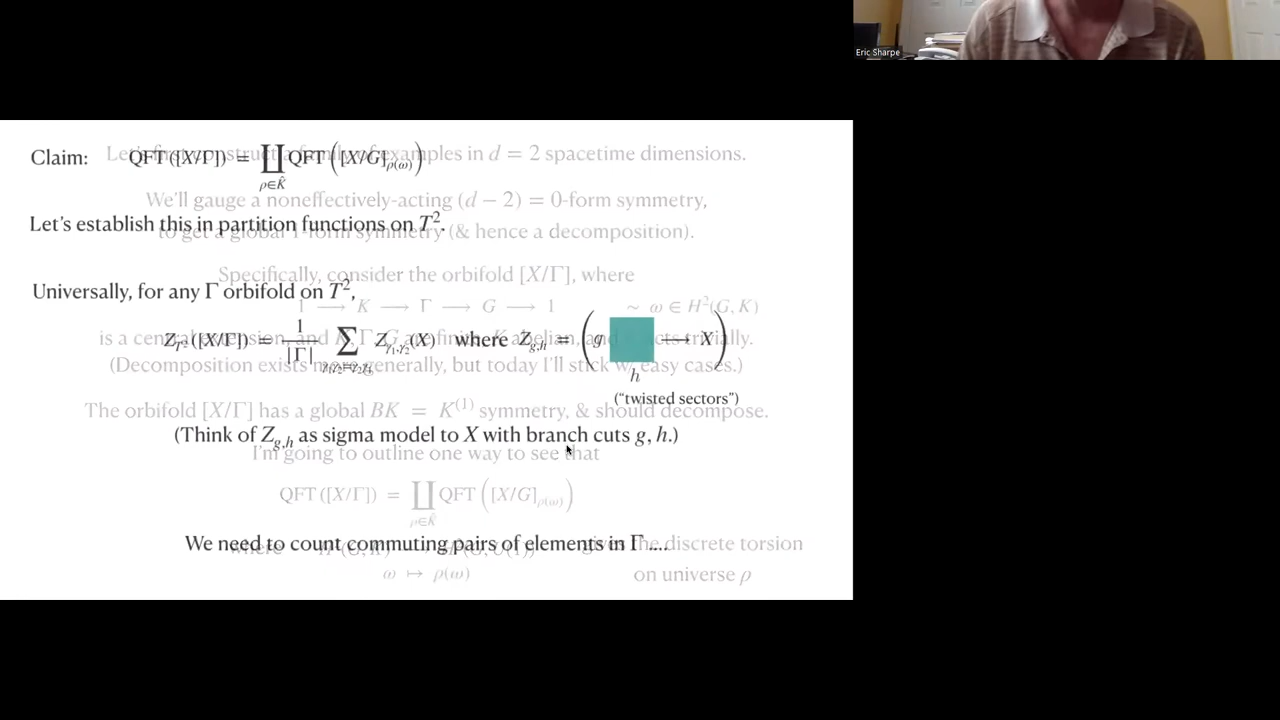 Eric Sharpe
Claim: QFT ([X/Γ]) = ∐_{ρ∈K̂} QFT ([X/G]_{ρ(ω)})
Let's first construct a family of examples in d = 2 spacetime dimensions.
We'll gauge a noneffectively-acting (d − 2) = 0-form symmetry,
Let's establish this in partition functions on T².
to get a global 1-form symmetry (& hence a decomposition).
Specifically, consider the orbifold [X/Γ], where
Universally, for any Γ orbifold on T²,
1 ⟶ K ⟶ Γ ⟶ G ⟶ 1 ~ ω ∈ H²(G, K)
Z_{T²}([X/Γ]) = 1/|Γ| ∑_{γ₁γ₂=γ₂γ₁} Z_{γ₁,γ₂}(X) where Z_{g,h} = (g ⟶ X)
h
is a central extension, and K, Γ, G are finite, K abelian, and K acts trivially.
(Decomposition exists more generally, but today I'll stick w/ easy cases.)
("twisted sectors")
The orbifold [X/Γ] has a global BK = K^{(1)} symmetry, & should decompose.
(Think of Z_{g,h} as sigma model to X with branch cuts g, h.)
I'm going to outline one way to see that
QFT ([X/Γ]) = ∐_{ρ∈K̂} QFT ([X/G]_{ρ(ω)})
We need to count commuting pairs of elements in Γ ....
where gives the discrete torsion
ω ↦ ρ(ω) on universe ρ